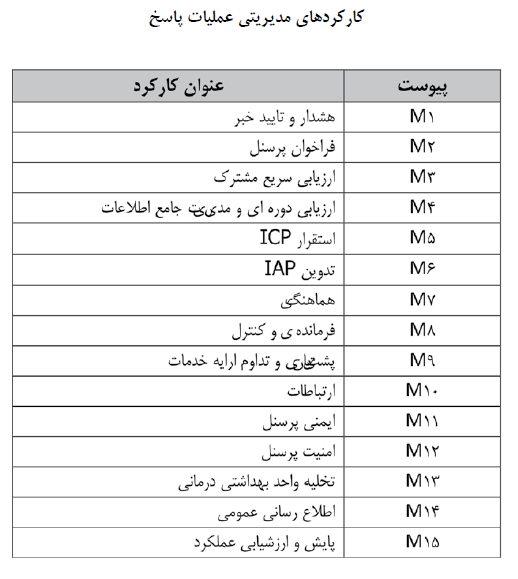 کارکردهای مدیریتی عملیات پاسخ
پیوست عنوان کارکرد
M۱ هشدار و تایید خبر
M۲ فراخوان پرسنل
M۳ ارزیابی سریع مشترک
M۴ ارزیابی دوره ای و مدیریت جامع اطلاعات
M۵ استقرار ICP
M۶ تدوین IAP
M۷ هماهنگی
M۸ فرماندهی و کنترل
M۹ پشتیبانی و تداوم ارایه خدمات
M۱۰ ارتباطات
M۱۱ ایمنی پرسنل
M۱۲ امنیت پرسنل
M۱۳ تخلیه واحد بهداشتی درمانی
M۱۴ اطلاع رسانی عمومی
M۱۵ پایش و ارزشیابی عملکرد